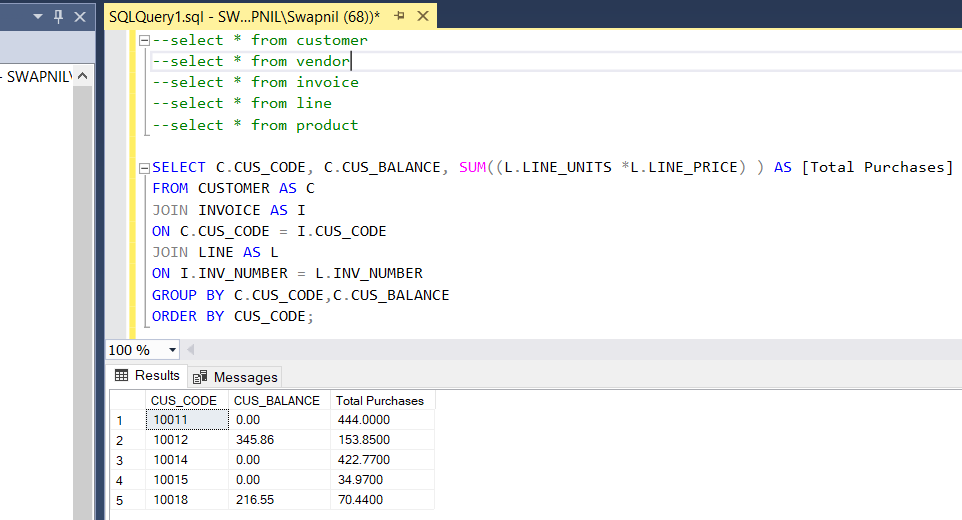 SQLQuery1.sql - SW...PNIL\Swapnil (68))*
- SWAPNIL\
--select * from customer
--select * from vendor
--select * from invoice
--select * from line
--select * from product
SELECT C.CUS_CODE, C.CUS_BALANCE, SUM((L.LINE_UNITS *L.LINE_PRICE) ) AS [Total Purchases]
FROM CUSTOMER AS C
JOIN INVOICE AS I
ON C.CUS_CODE = I.CUS_CODE
JOIN LINE AS L
ON I.INV_NUMBER = L.INV_NUMBER
GROUP BY C.CUS_CODE,C.CUS_BALANCE
ORDER BY CUS_CODE;
100 %
Results Messages
CUS_CODE CUS_BALANCE Total Purchases
1 10011 0.00 444.0000
2 10012 345.86 153.8500
3 10014 0.00 422.7700
4 10015 0.00 34.9700
5 10018 216.55 70.4400